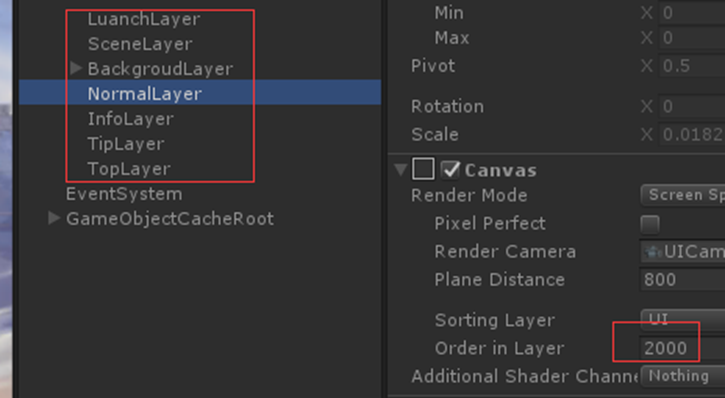 LuanchLayer
SceneLayer
BackgroudLayer
NormalLayer
InfoLayer
TipLayer
TopLayer
EventSystem
GameObjectCacheRoot
Min X 0
Max X 0
Pivot X 0.5
Rotation X 0
Scale X 0.0182
Canvas
Render Mode Screen Sp
Pixel Perfect
Render Camera UICam
Plane Distance 800
Sorting Layer UI
Order in Layer 2000
Additional Shader Channe Nothing